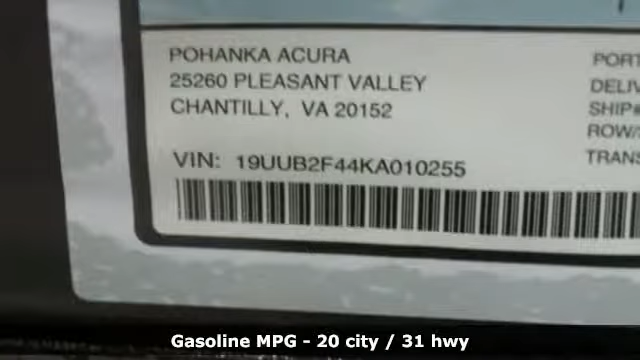 POHANKA ACURA
25260 PLEASANT VALLEY
CHANTILLY, VA 20152
VIN: 19UUB2F44KA010255
PORT
DELIV
SHIP#
ROW/
TRANS
Gasoline MPG - 20 city / 31 hwy